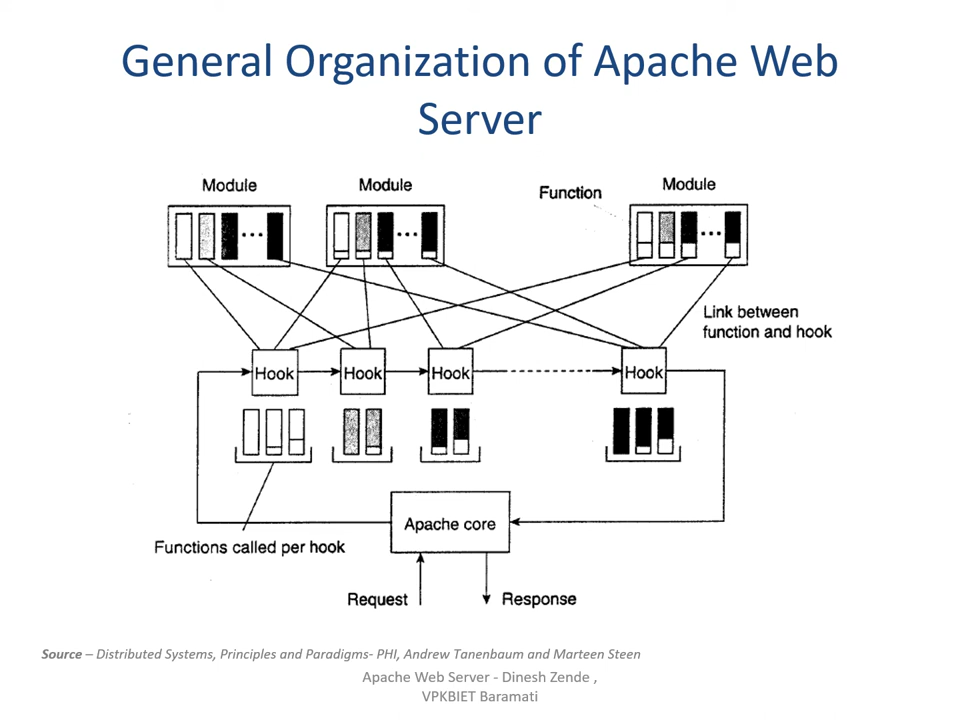 General Organization of Apache Web
Server
Module
Module
Function
Module
Link between
function and hook
Hook
Hook
Hook
Hook
Apache core
Functions called per hook
Request
Response
Source – Distributed Systems, Principles and Paradigms- PHI, Andrew Tanenbaum and Marteen Steen
Apache Web Server - Dinesh Zende ,
VPKBIET Baramati